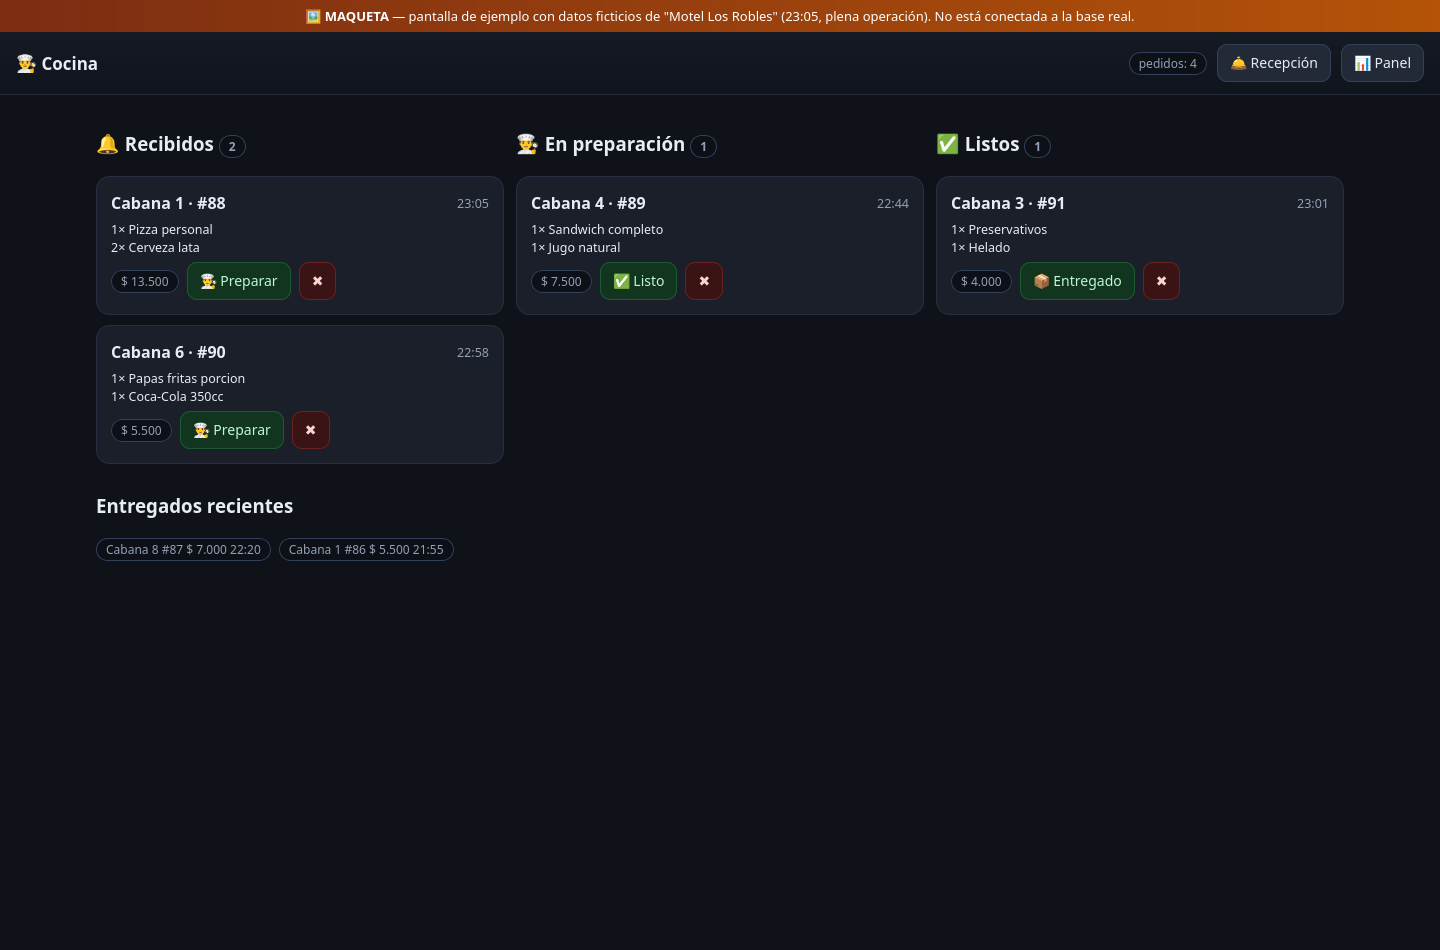 🖼️ MAQUETA — pantalla de ejemplo con datos ficticios de "Motel Los Robles" (23:05, plena operación). No está conectada a la base real.
👨‍🍳 Cocina
pedidos: 4
🛎️ Recepción
📊 Panel
🔔 Recibidos 2
Cabana 1 · #88 23:05
1× Pizza personal
2× Cerveza lata
$ 13.500 👨‍🍳 Preparar ✖
Cabana 6 · #90 22:58
1× Papas fritas porcion
1× Coca-Cola 350cc
$ 5.500 👨‍🍳 Preparar ✖
👨‍🍳 En preparación 1
Cabana 4 · #89 22:44
1× Sandwich completo
1× Jugo natural
$ 7.500 ✅ Listo ✖
✅ Listos 1
Cabana 3 · #91 23:01
1× Preservativos
1× Helado
$ 4.000 📦 Entregado ✖
Entregados recientes
Cabana 8 #87 $ 7.000 22:20
Cabana 1 #86 $ 5.500 21:55